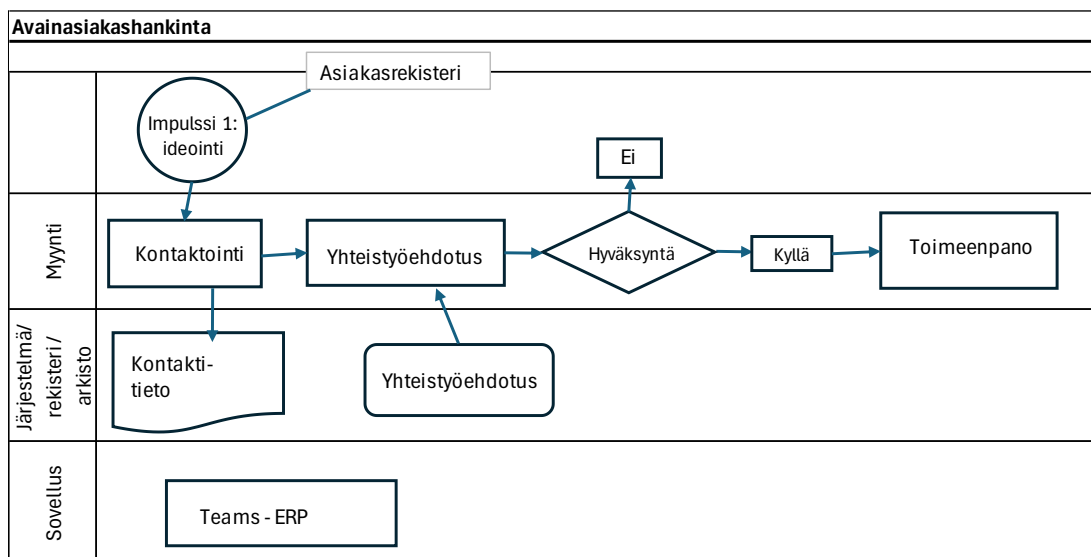 Avainasiakashankinta
Asiakasrekisteri
Impulssi 1:
ideointi
Ei
Myynti
Kontaktointi
Yhteistyöehdotus
Hyväksyntä
Kyllä
Toimeenpano
Järjestelmä/
rekisteri /
arkisto
Kontakti-
tieto
Yhteistyöehdotus
Sovellus
Teams - ERP